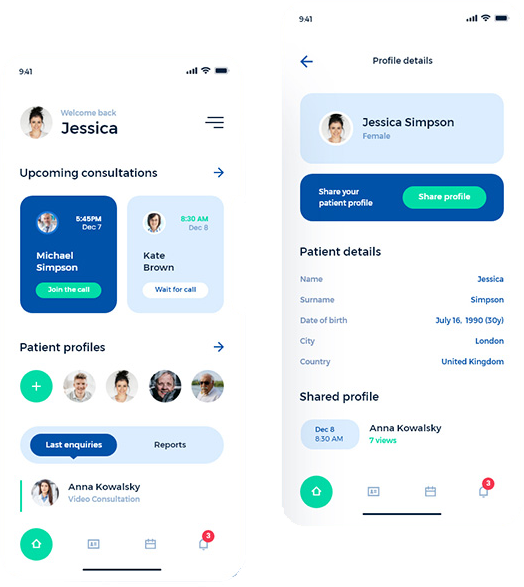 9:41
Welcome back
Jessica
Upcoming consultations
5:45PM
Dec 7
Michael
Simpson
Join the call
8:30 AM
Dec 8
Kate
Brown
Wait for call
Patient profiles
Last enquiries
Reports
Anna Kowalsky
Video Consultation
3
9:41
Profile details
Jessica Simpson
Female
Share your
patient profile
Share profile
Patient details
Name Jessica
Surname Simpson
Date of birth July 16, 1990 (30y)
City London
Country United Kingdom
Shared profile
Dec 8
8:30 AM
Anna Kowalsky
7 views
3